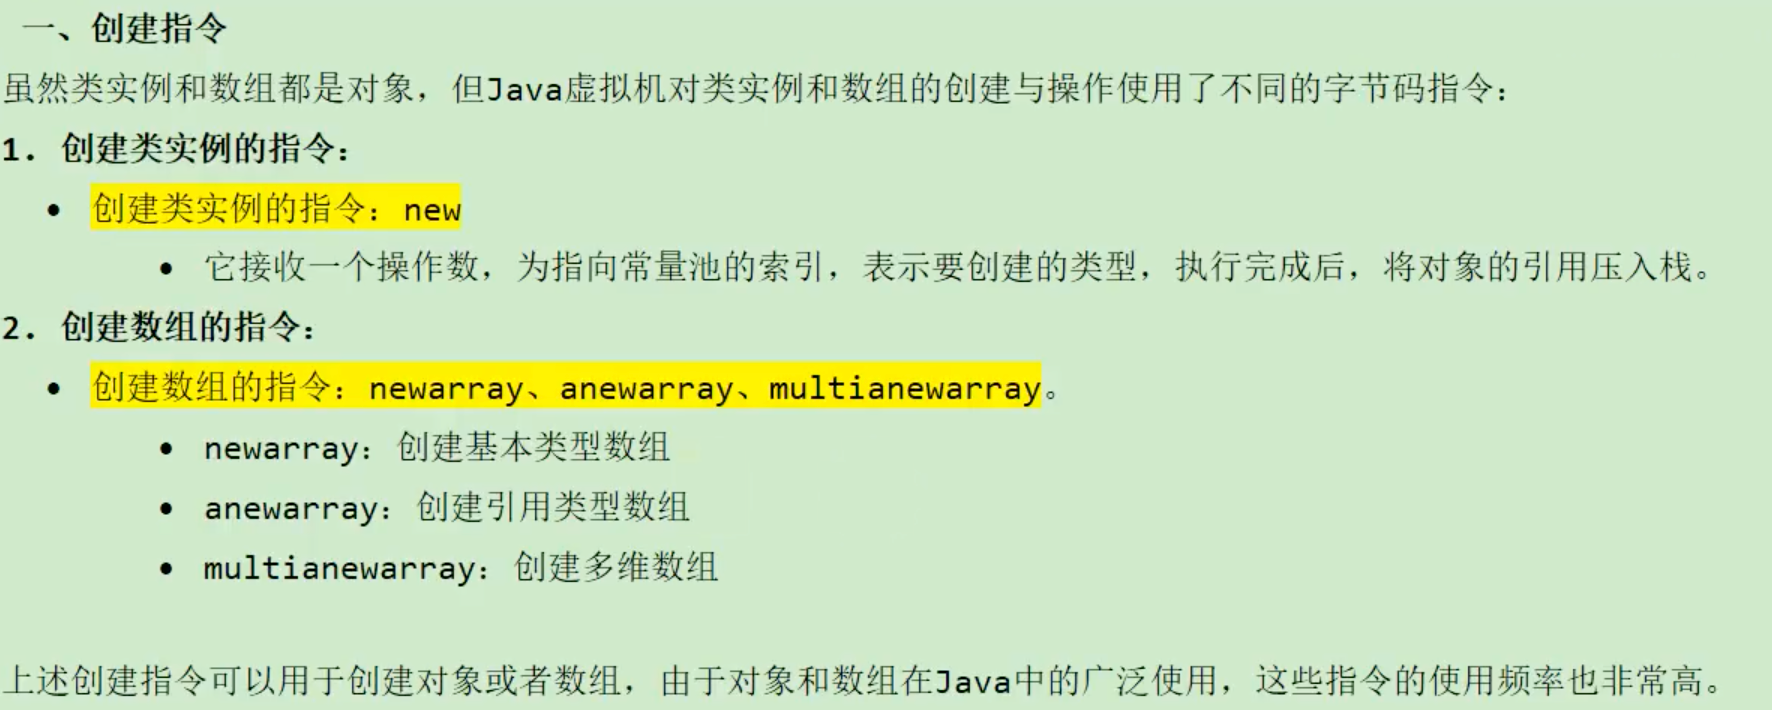 一、创建指令
虽然类实例和数组都是对象，但Java虚拟机对类实例和数组的创建与操作使用了不同的字节码指令：
1. 创建类实例的指令：
• 创建类实例的指令：new
• 它接收一个操作数，为指向常量池的索引，表示要创建的类型，执行完成后，将对象的引用压入栈。
2. 创建数组的指令：
• 创建数组的指令：newarray、anewarray、multianewarray。
• newarray：创建基本类型数组
• anewarray：创建引用类型数组
• multianewarray：创建多维数组
上述创建指令可以用于创建对象或者数组，由于对象和数组在Java中的广泛使用，这些指令的使用频率也非常高。